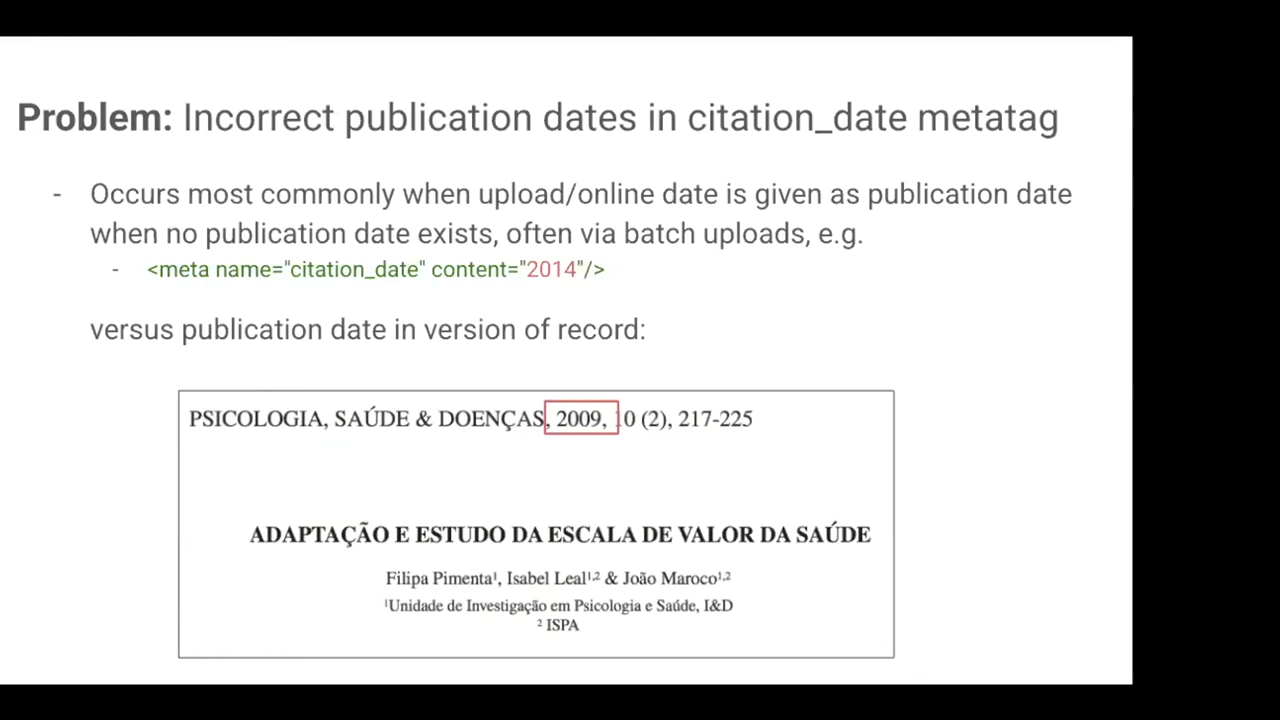 Problem: Incorrect publication dates in citation_date metatag
- Occurs most commonly when upload/online date is given as publication date
when no publication date exists, often via batch uploads, e.g.
- <meta name="citation_date" content="2014"/>
versus publication date in version of record:
PSICOLOGIA, SAÚDE & DOENÇAS, 2009, 10 (2), 217-225
ADAPTAÇÃO E ESTUDO DA ESCALA DE VALOR DA SAÚDE
Filipa Pimenta¹, Isabel Leal¹,² & João Maroco¹,²
¹Unidade de Investigação em Psicologia e Saúde, I&D
² ISPA